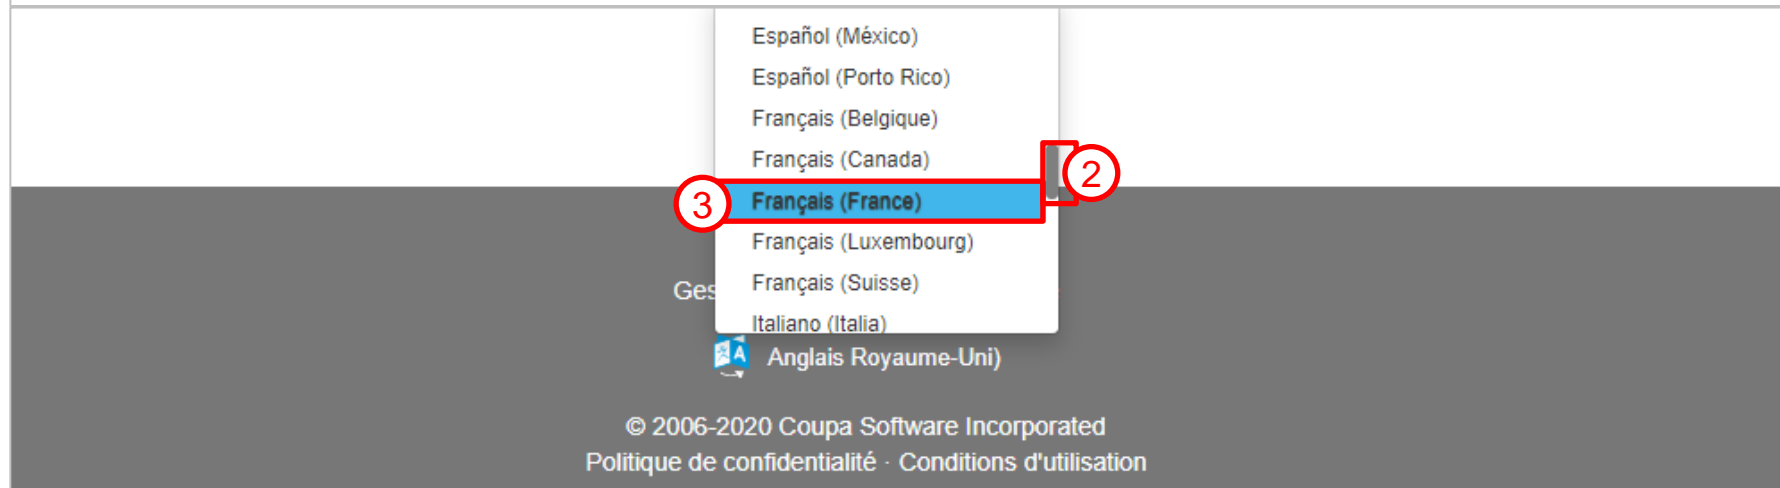 Español (México)
Español (Porto Rico)
Français (Belgique)
Français (Canada)
2
3
Français (France)
Français (Luxembourg)
Français (Suisse)
Ges
Italiano (Italia)
Anglais Royaume-Uni)
© 2006-2020 Coupa Software Incorporated
Politique de confidentialité · Conditions d'utilisation